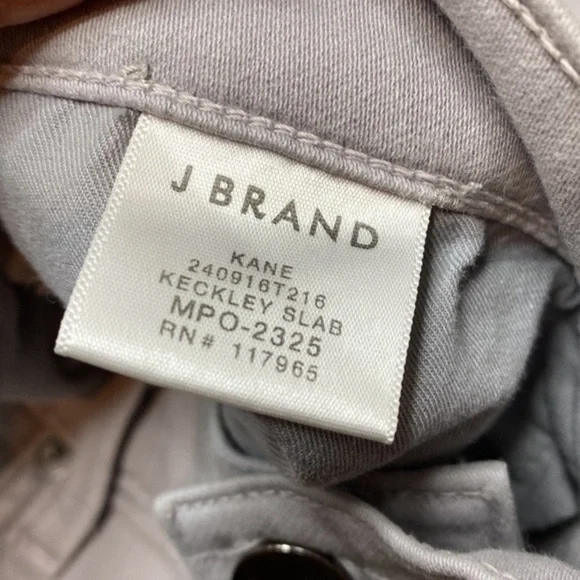 J BRAND
KANE
240916T216
KECKLEY SLAB
MPO-2325
RN# 117965